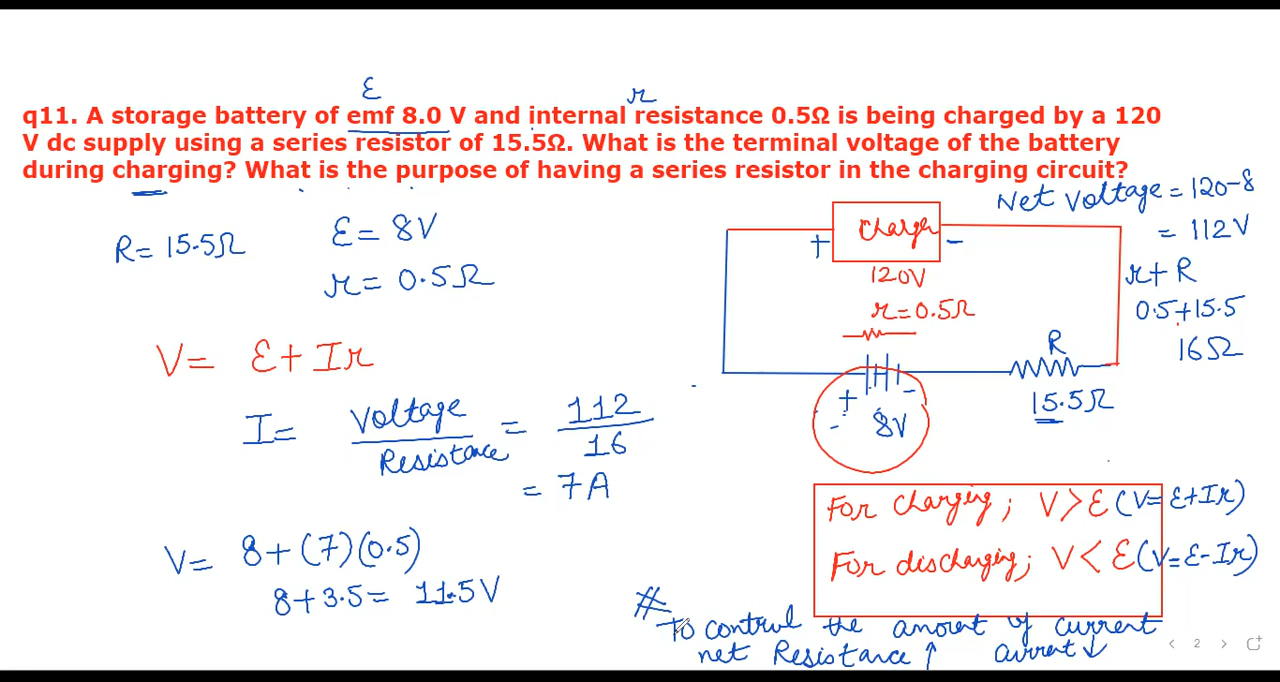 ε
r
q11. A storage battery of emf 8.0 V and internal resistance 0.5Ω is being charged by a 120
V dc supply using a series resistor of 15.5Ω. What is the terminal voltage of the battery
during charging? What is the purpose of having a series resistor in the charging circuit?
R= 15.5Ω
ε= 8V
r= 0.5Ω
V= ε+Ir
I= Voltage/Resistance = 112/16
= 7A
V= 8+(7)(0.5)
8+3.5= 11.5V
Net Voltage = 120-8
= 112V
r+R
0.5+15.5
16Ω
Charger
+ -
120V
r=0.5Ω
R
15.5Ω
+ -
-
8V
For charging; V>ε (V=ε+Ir)
For discharging; V<ε (V=ε-Ir)
#
To control the amount of current
net Resistance↑ current↓
< 2 >